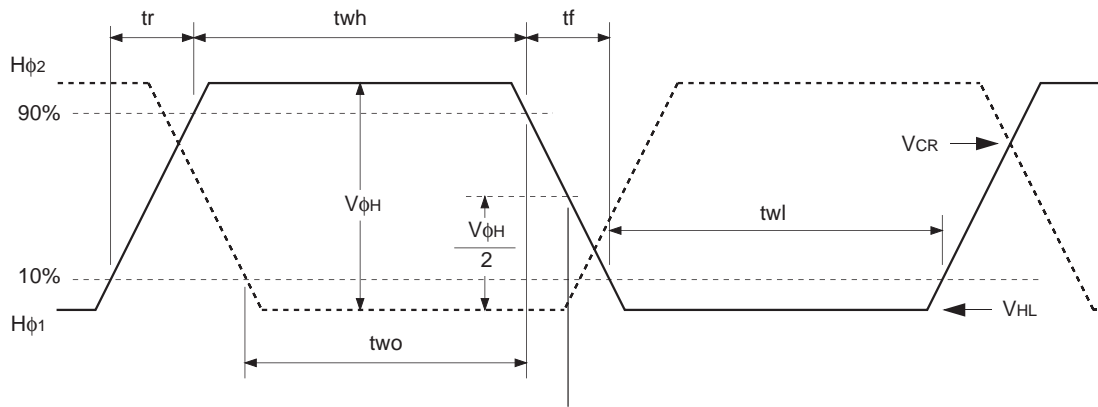 tr
twh
tf
Hϕ2
90%
VCR
VϕH
VϕH
2
twl
10%
Hϕ1
VHL
two